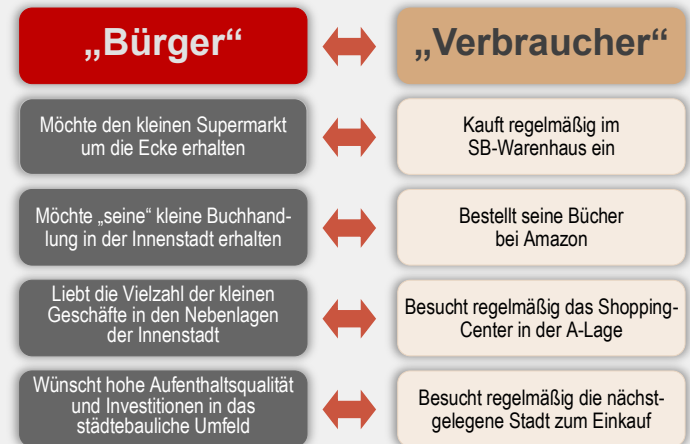 „Bürger“
„Verbraucher“
Möchte den kleinen Supermarkt
um die Ecke erhalten
Kauft regelmäßig im
SB-Warenhaus ein
Möchte „seine“ kleine Buchhand-
lung in der Innenstadt erhalten
Bestellt seine Bücher
bei Amazon
Liebt die Vielzahl der kleinen
Geschäfte in den Nebenlagen
der Innenstadt
Besucht regelmäßig das Shopping-
Center in der A-Lage
Wünscht hohe Aufenthaltsqualität
und Investitionen in das
städtebauliche Umfeld
Besucht regelmäßig die nächst-
gelegene Stadt zum Einkauf